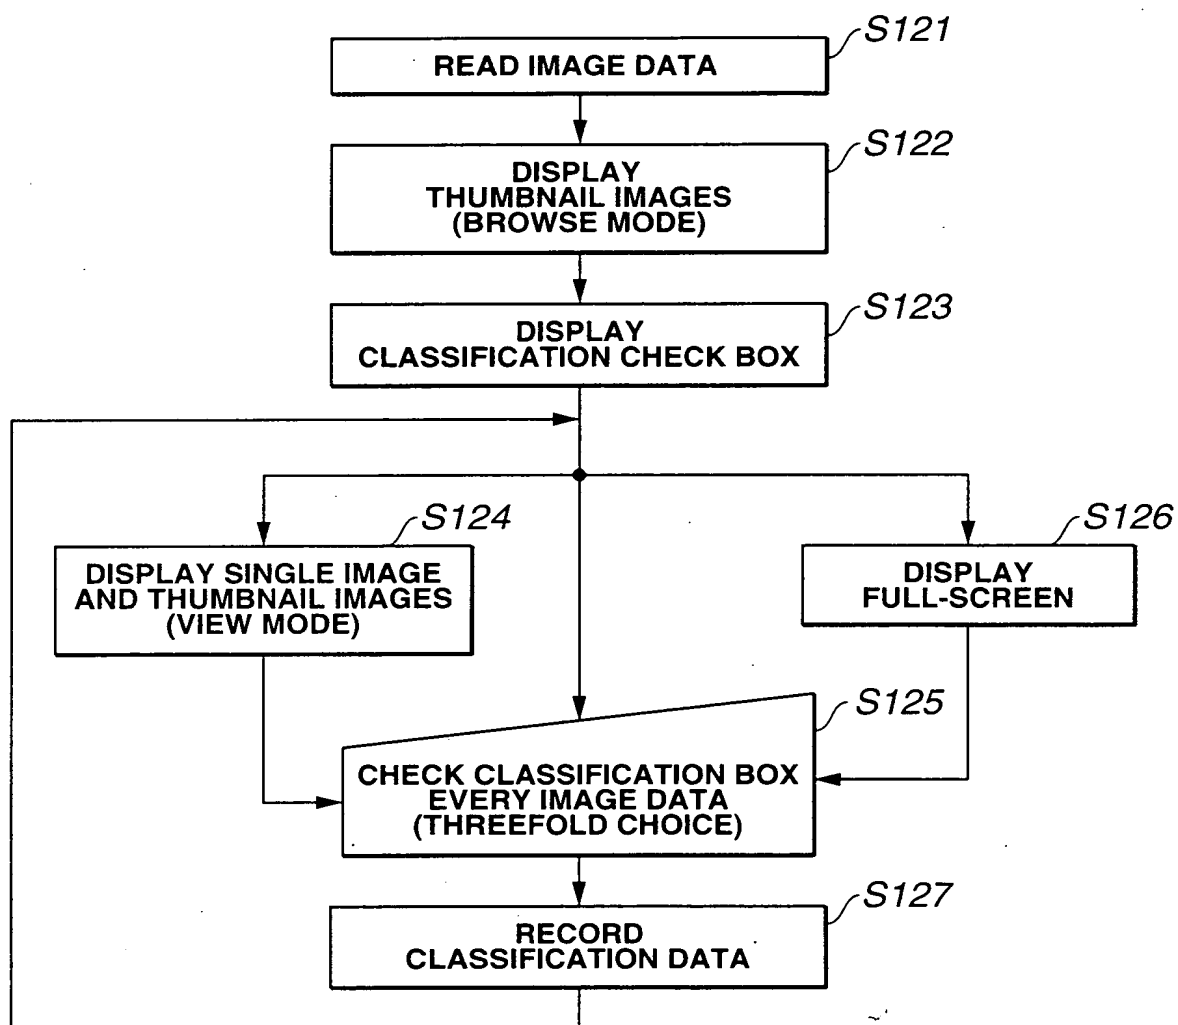 S121
READ IMAGE DATA
S122
DISPLAY
THUMBNAIL IMAGES
(BROWSE MODE)
S123
DISPLAY
CLASSIFICATION CHECK BOX
S124
DISPLAY SINGLE IMAGE
AND THUMBNAIL IMAGES
(VIEW MODE)
S126
DISPLAY
FULL-SCREEN
S125
CHECK CLASSIFICATION BOX
EVERY IMAGE DATA
(THREEFOLD CHOICE)
S127
RECORD
CLASSIFICATION DATA